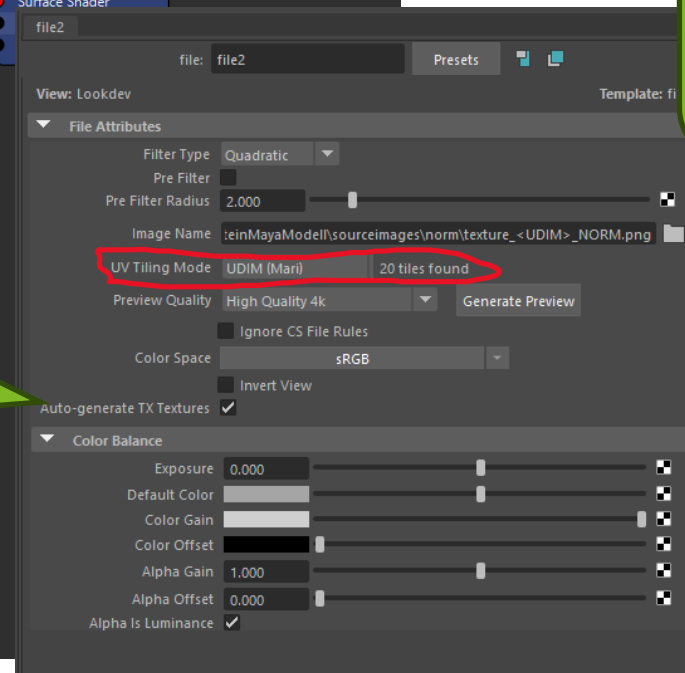 Surface Shader
file2
file: file2 Presets
View: Lookdev Template: fi
File Attributes
Filter Type Quadratic
Pre Filter
Pre Filter Radius 2.000
Image Name :einMayaModell\sourceimages\norm\texture_<UDIM>_NORM.png
UV Tiling Mode UDIM (Mari) 20 tiles found
Preview Quality High Quality 4k Generate Preview
Ignore CS File Rules
Color Space sRGB
Invert View
Auto-generate TX Textures
Color Balance
Exposure 0.000
Default Color
Color Gain
Color Offset
Alpha Gain 1.000
Alpha Offset 0.000
Alpha Is Luminance